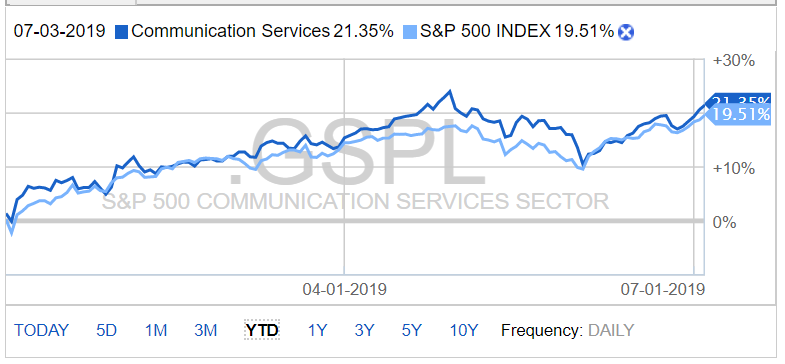 07-03-2019 Communication Services 21.35% S&P 500 INDEX 19.51%
+30%
21.35%
19.51%
.GSPL
+10%
S&P 500 COMMUNICATION SERVICES SECTOR
0%
04-01-2019 07-01-2019
TODAY 5D 1M 3M YTD 1Y 3Y 5Y 10Y Frequency: DAILY